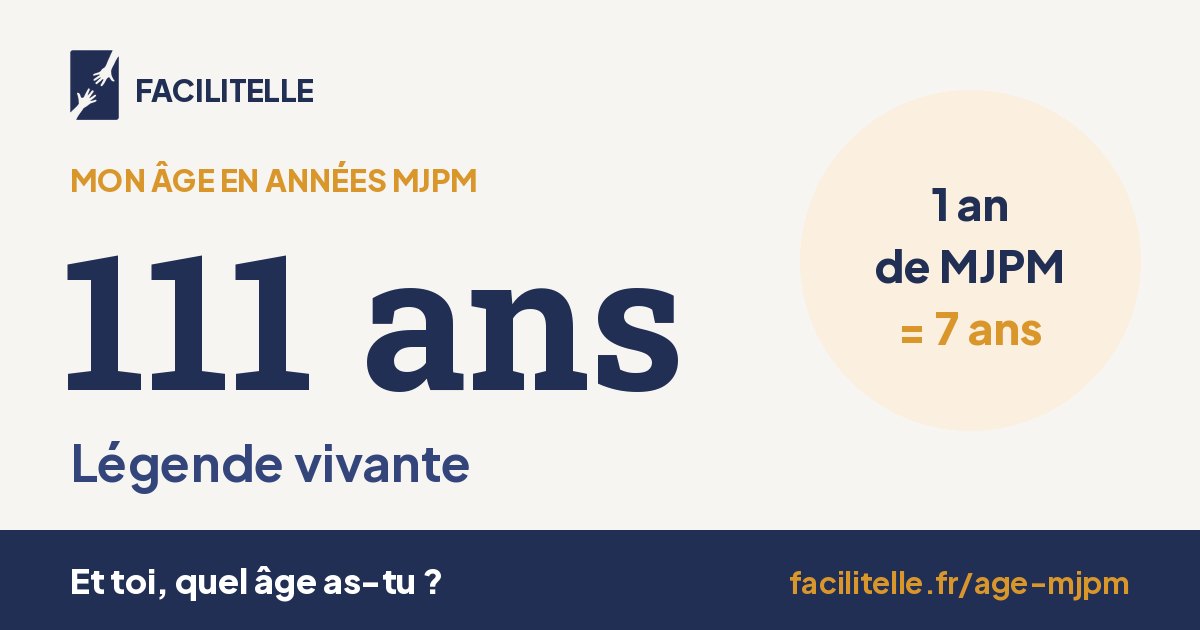 FACILITELLE
MON ÂGE EN ANNÉES MJPM
111 ans
Légende vivante
1 an
de MJPM
= 7 ans
Et toi, quel âge as-tu ?
facilitelle.fr/age-mjpm